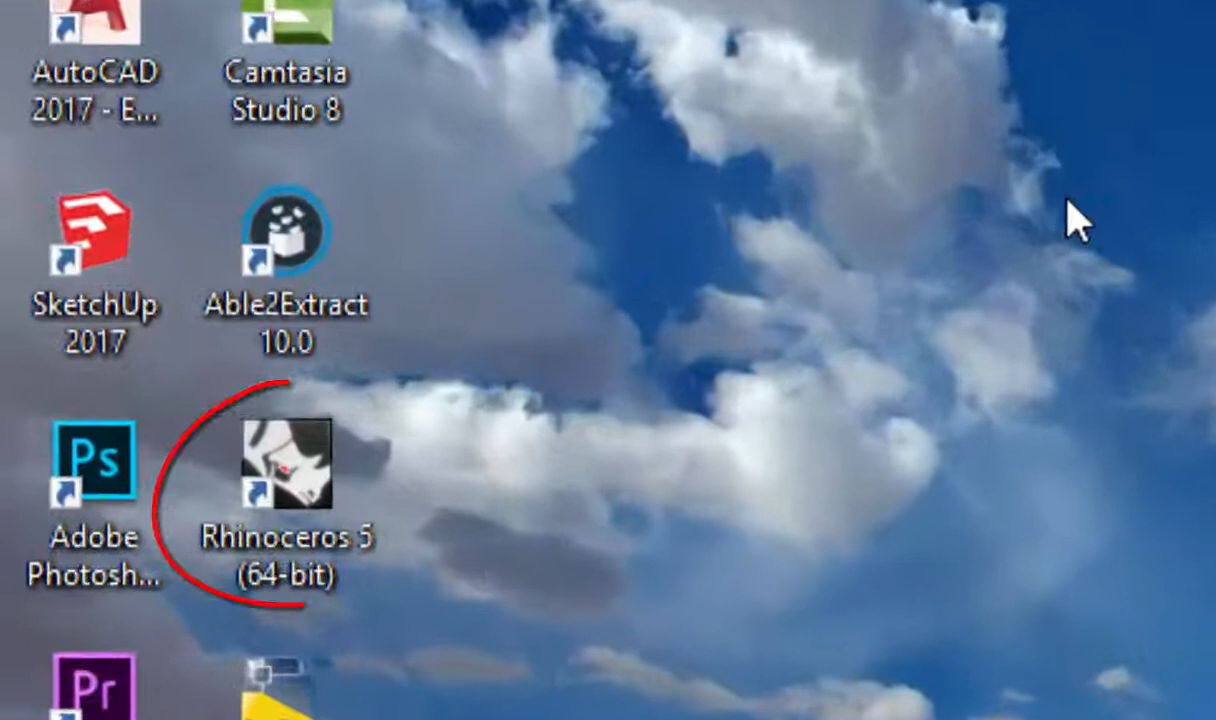 AutoCAD
2017 - E...
Camtasia
Studio 8
SketchUp
2017
Able2Extract
10.0
Ps
Adobe
Photosh...
Rhinoceros 5
(64-bit)
Pr